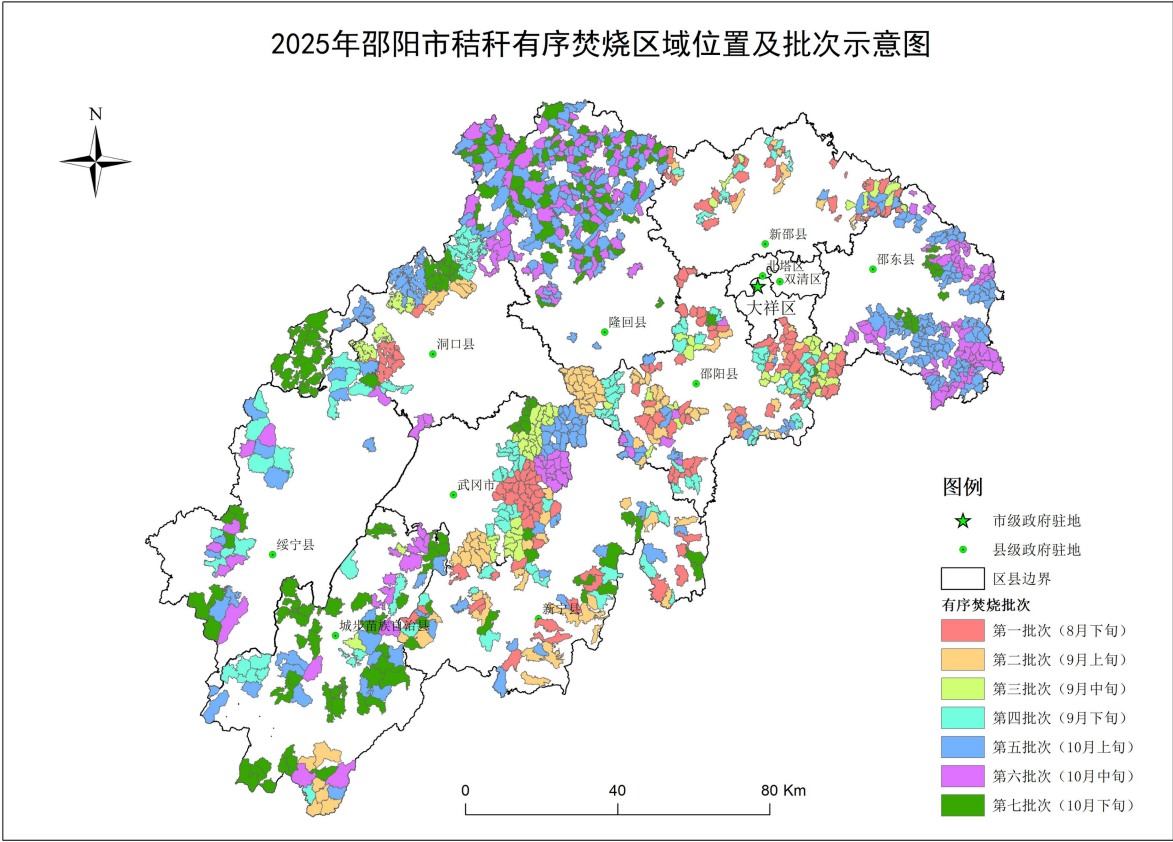 2025年邵阳市秸秆有序焚烧区域位置及批次示意图
N
新邵县
北塔区
双清区
邵东县
大祥区
隆回县
洞口县
邵阳县
武冈市
绥宁县
新宁县
城步苗族自治县
图例
市级政府驻地
县级政府驻地
区县边界
有序焚烧批次
第一批次（8月下旬）
第二批次（9月上旬）
第三批次（9月中旬）
第四批次（9月下旬）
第五批次（10月上旬）
第六批次（10月中旬）
第七批次（10月下旬）
0 40 80 Km